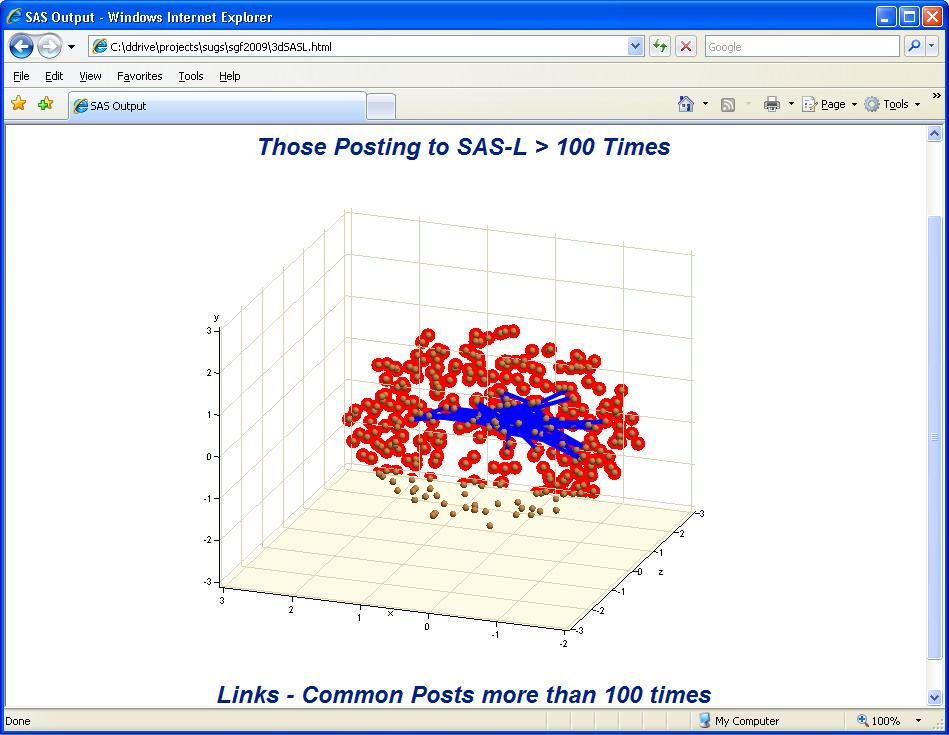 SAS Output - Windows Internet Explorer
C:\ddrive\projects\sugs\sgf2009\3dSASL.html
Google
File Edit View Favorites Tools Help
SAS Output
Page Tools
Those Posting to SAS-L > 100 Times
y
3
2
1
0
-1
-2
-3
3
2
1
x
0
-1
-2
3
2
1
z
0
-1
-2
-3
Links - Common Posts more than 100 times
Done My Computer 100%